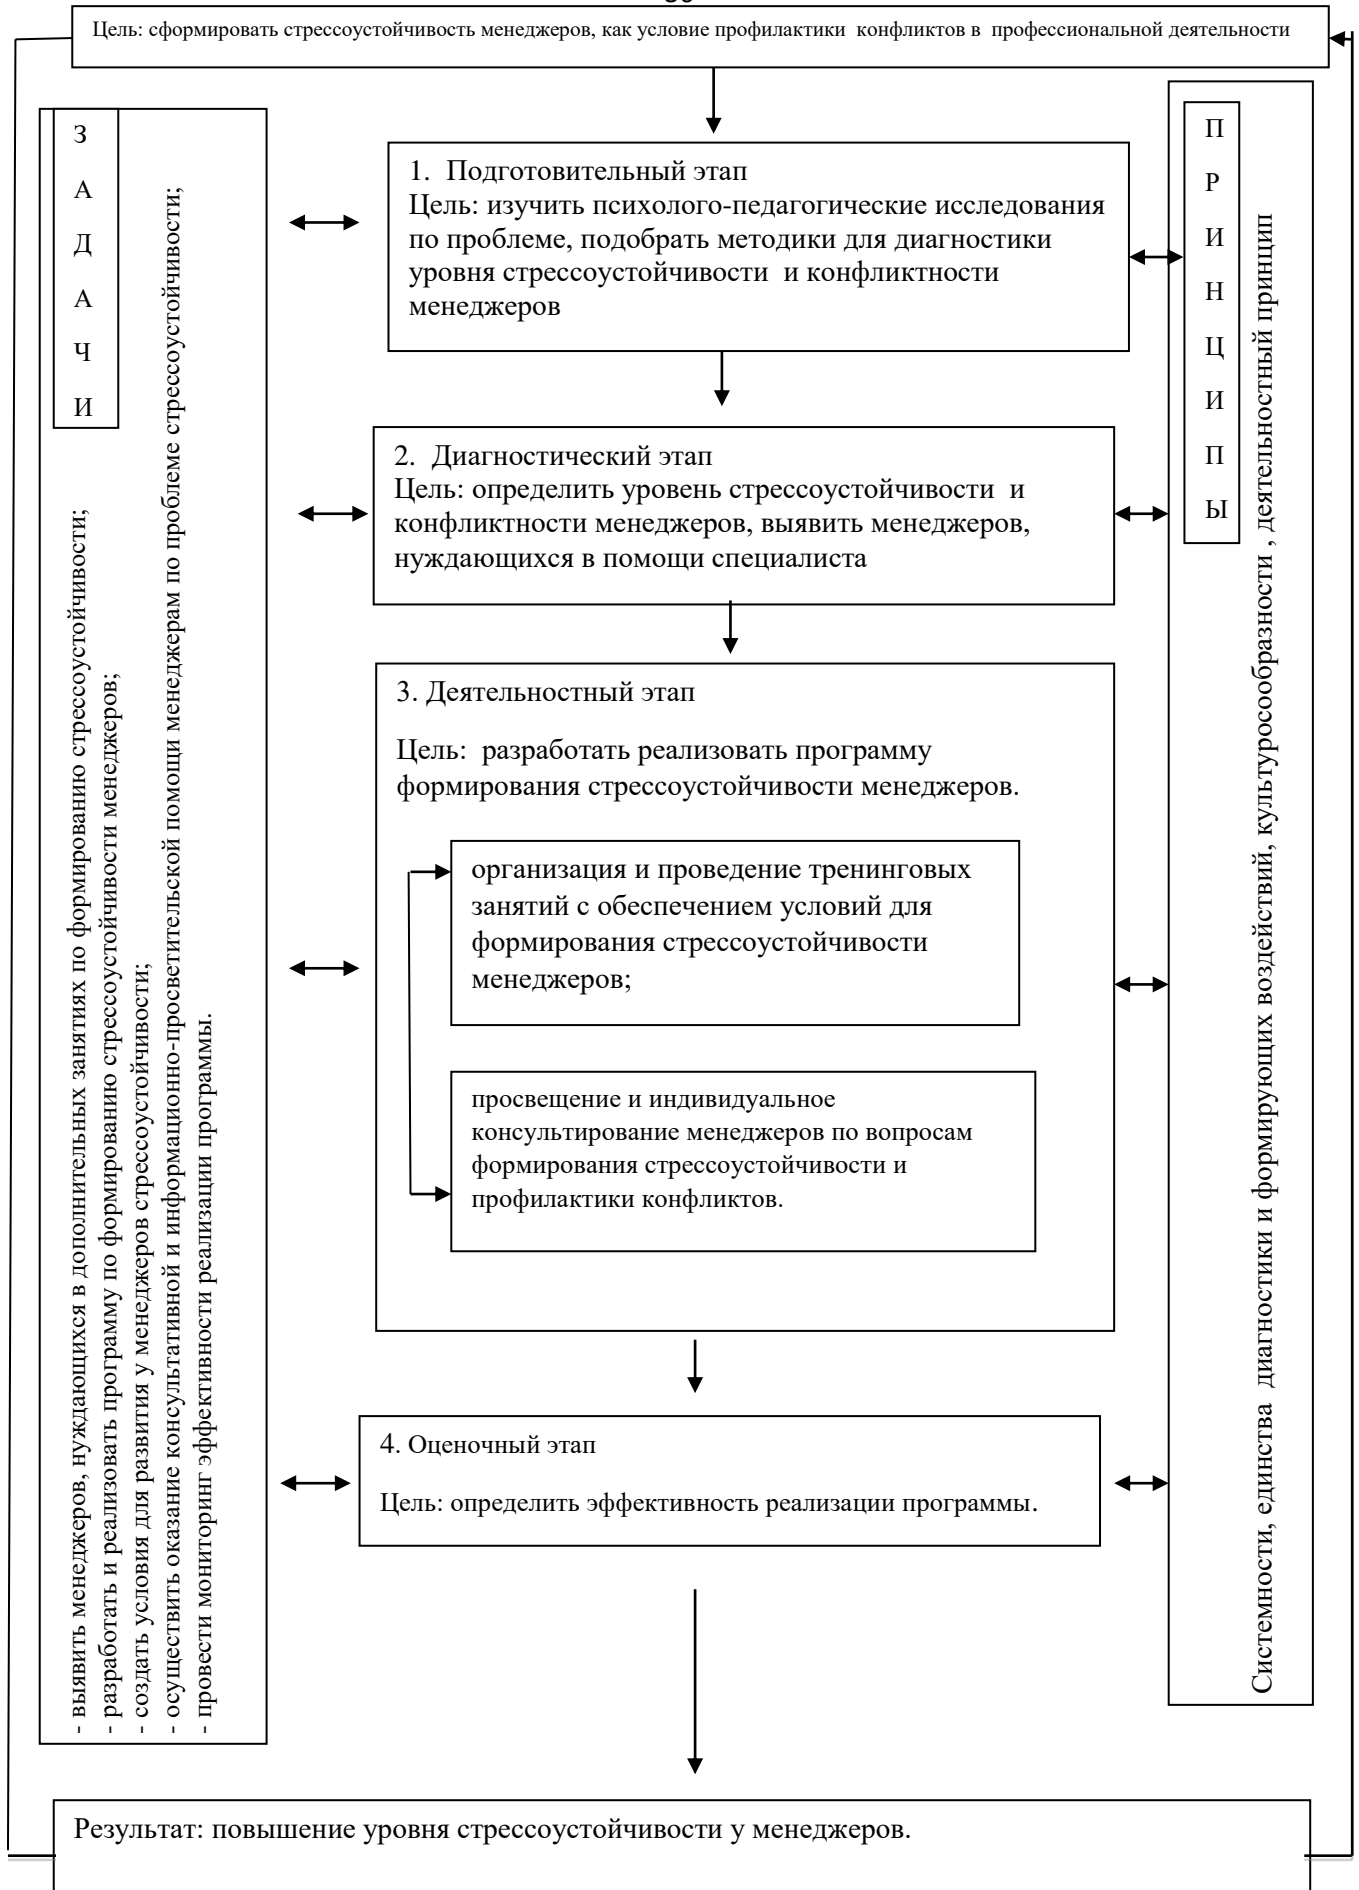 Цель: сформировать стрессоустойчивость менеджеров, как условие профилактики конфликтов в профессиональной деятельности
З
А
Д
А
Ч
И
- выявить менеджеров, нуждающихся в дополнительных занятиях по формированию стрессоустойчивости;
- разработать и реализовать программу по формированию стрессоустойчивости менеджеров;
- создать условия для развития у менеджеров стрессоустойчивости;
- осуществить оказание консультативной и информационно-просветительской помощи менеджерам по проблеме стрессоустойчивости;
- провести мониторинг эффективности реализации программы.
1. Подготовительный этап
Цель: изучить психолого-педагогические исследования
по проблеме, подобрать методики для диагностики
уровня стрессоустойчивости и конфликтности
менеджеров
2. Диагностический этап
Цель: определить уровень стрессоустойчивости и
конфликтности менеджеров, выявить менеджеров,
нуждающихся в помощи специалиста
3. Деятельностный этап
Цель: разработать реализовать программу
формирования стрессоустойчивости менеджеров.
организация и проведение тренинговых
занятий с обеспечением условий для
формирования стрессоустойчивости
менеджеров;
просвещение и индивидуальное
консультирование менеджеров по вопросам
формирования стрессоустойчивости и
профилактики конфликтов.
4. Оценочный этап
Цель: определить эффективность реализации программы.
П
Р
И
Н
Ц
И
П
Ы
Системности, единства диагностики и формирующих воздействий, культуросообразности , деятельностный принцип
Результат: повышение уровня стрессоустойчивости у менеджеров.